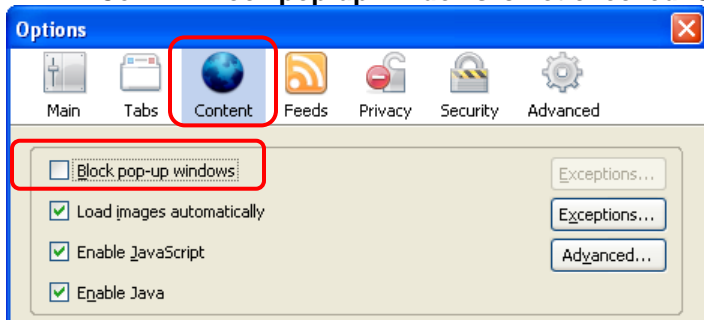 Options
Main Tabs Content Feeds Privacy Security Advanced
Block pop-up windows Exceptions...
Load images automatically Exceptions...
Enable JavaScript Advanced...
Enable Java